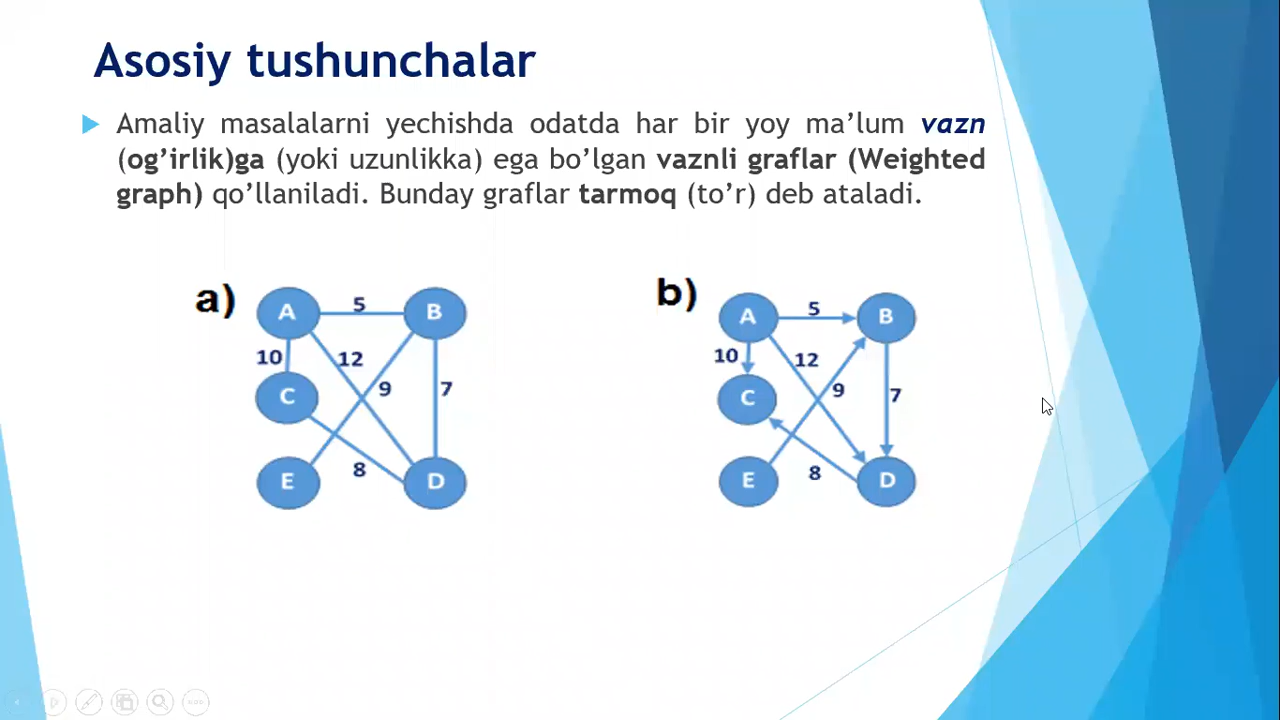 Asosiy tushunchalar
Amaliy masalalarni yechishda odatda har bir yoy ma’lum vazn
(og’irlik)ga (yoki uzunlikka) ega bo’lgan vaznli graflar (Weighted
graph) qo’llaniladi. Bunday graflar tarmoq (to’r) deb ataladi.
a)
A
5
B
10
12
C
9
7
E
8
D
b)
A
5
B
10
12
C
9
7
E
8
D